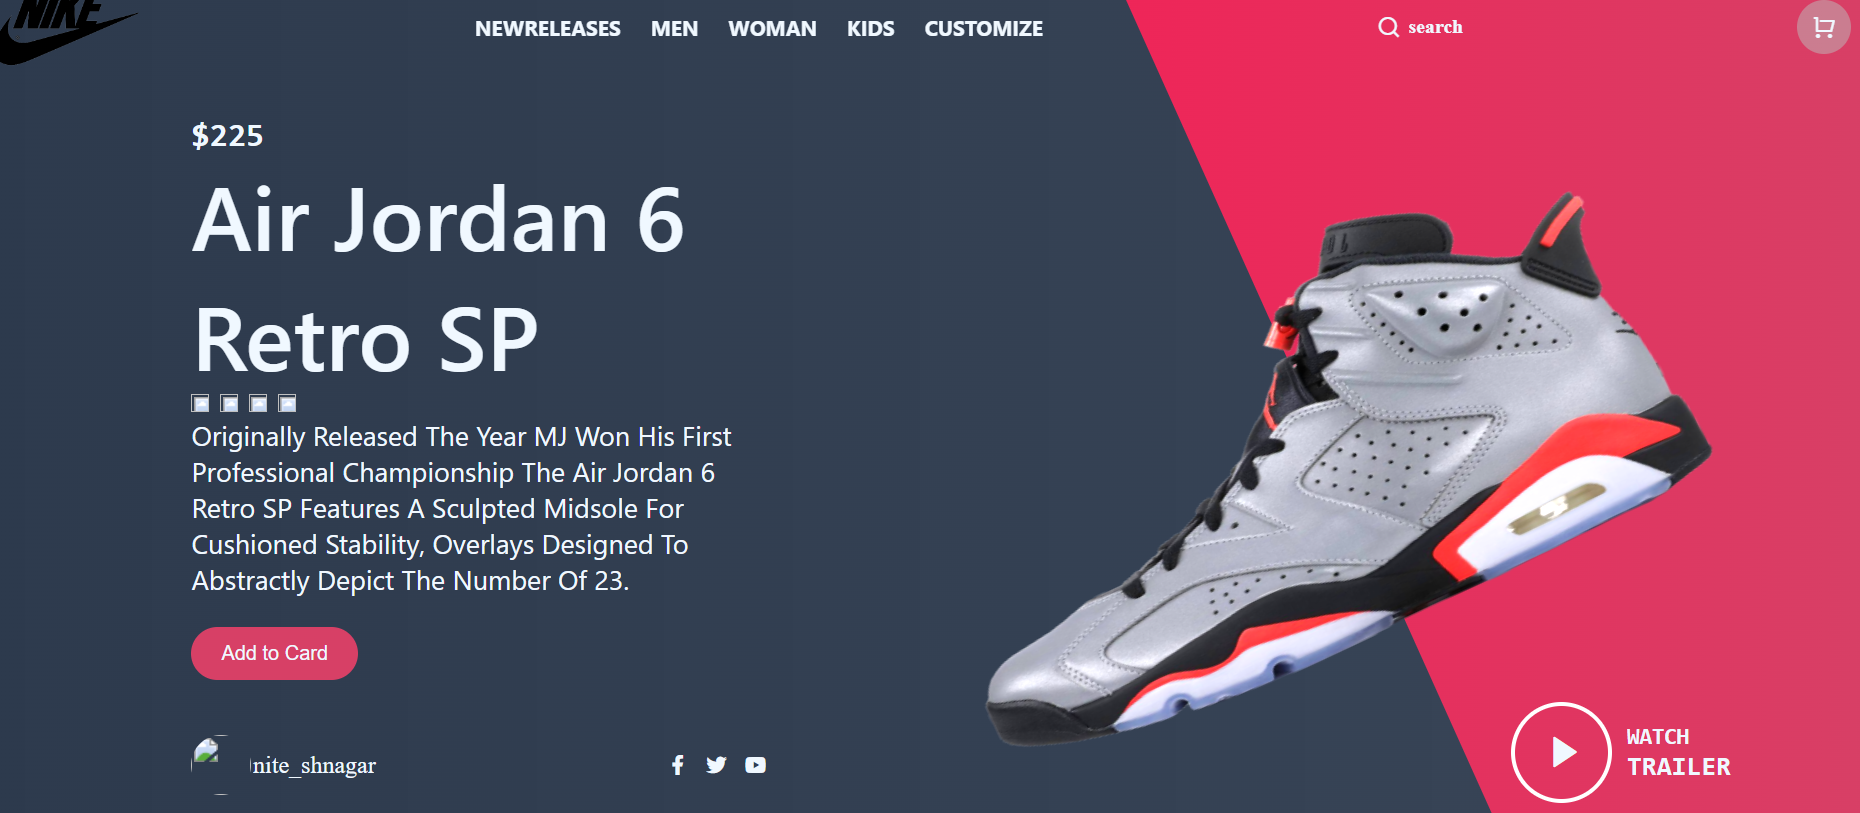 NIKE
NEWRELEASES MEN WOMAN KIDS CUSTOMIZE
search
$225
Air Jordan 6
Retro SP
Originally Released The Year MJ Won His First
Professional Championship The Air Jordan 6
Retro SP Features A Sculpted Midsole For
Cushioned Stability, Overlays Designed To
Abstractly Depict The Number Of 23.
Add to Card
nite_shnagar
WATCH
TRAILER